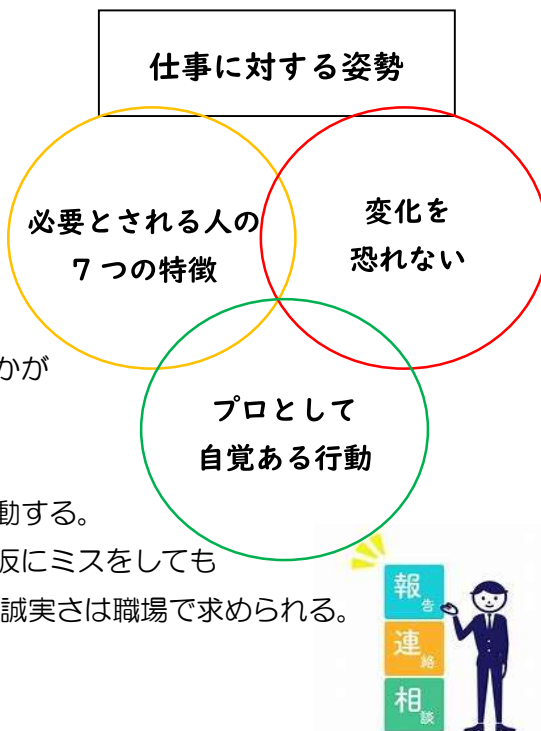 仕事に対する姿勢
必要とされる人の
７つの特徴
変化を
恐れない
かが
プロとして
自覚ある行動
動する。
仮にミスをしても
誠実さは職場で求められる。
報告
連絡
相談